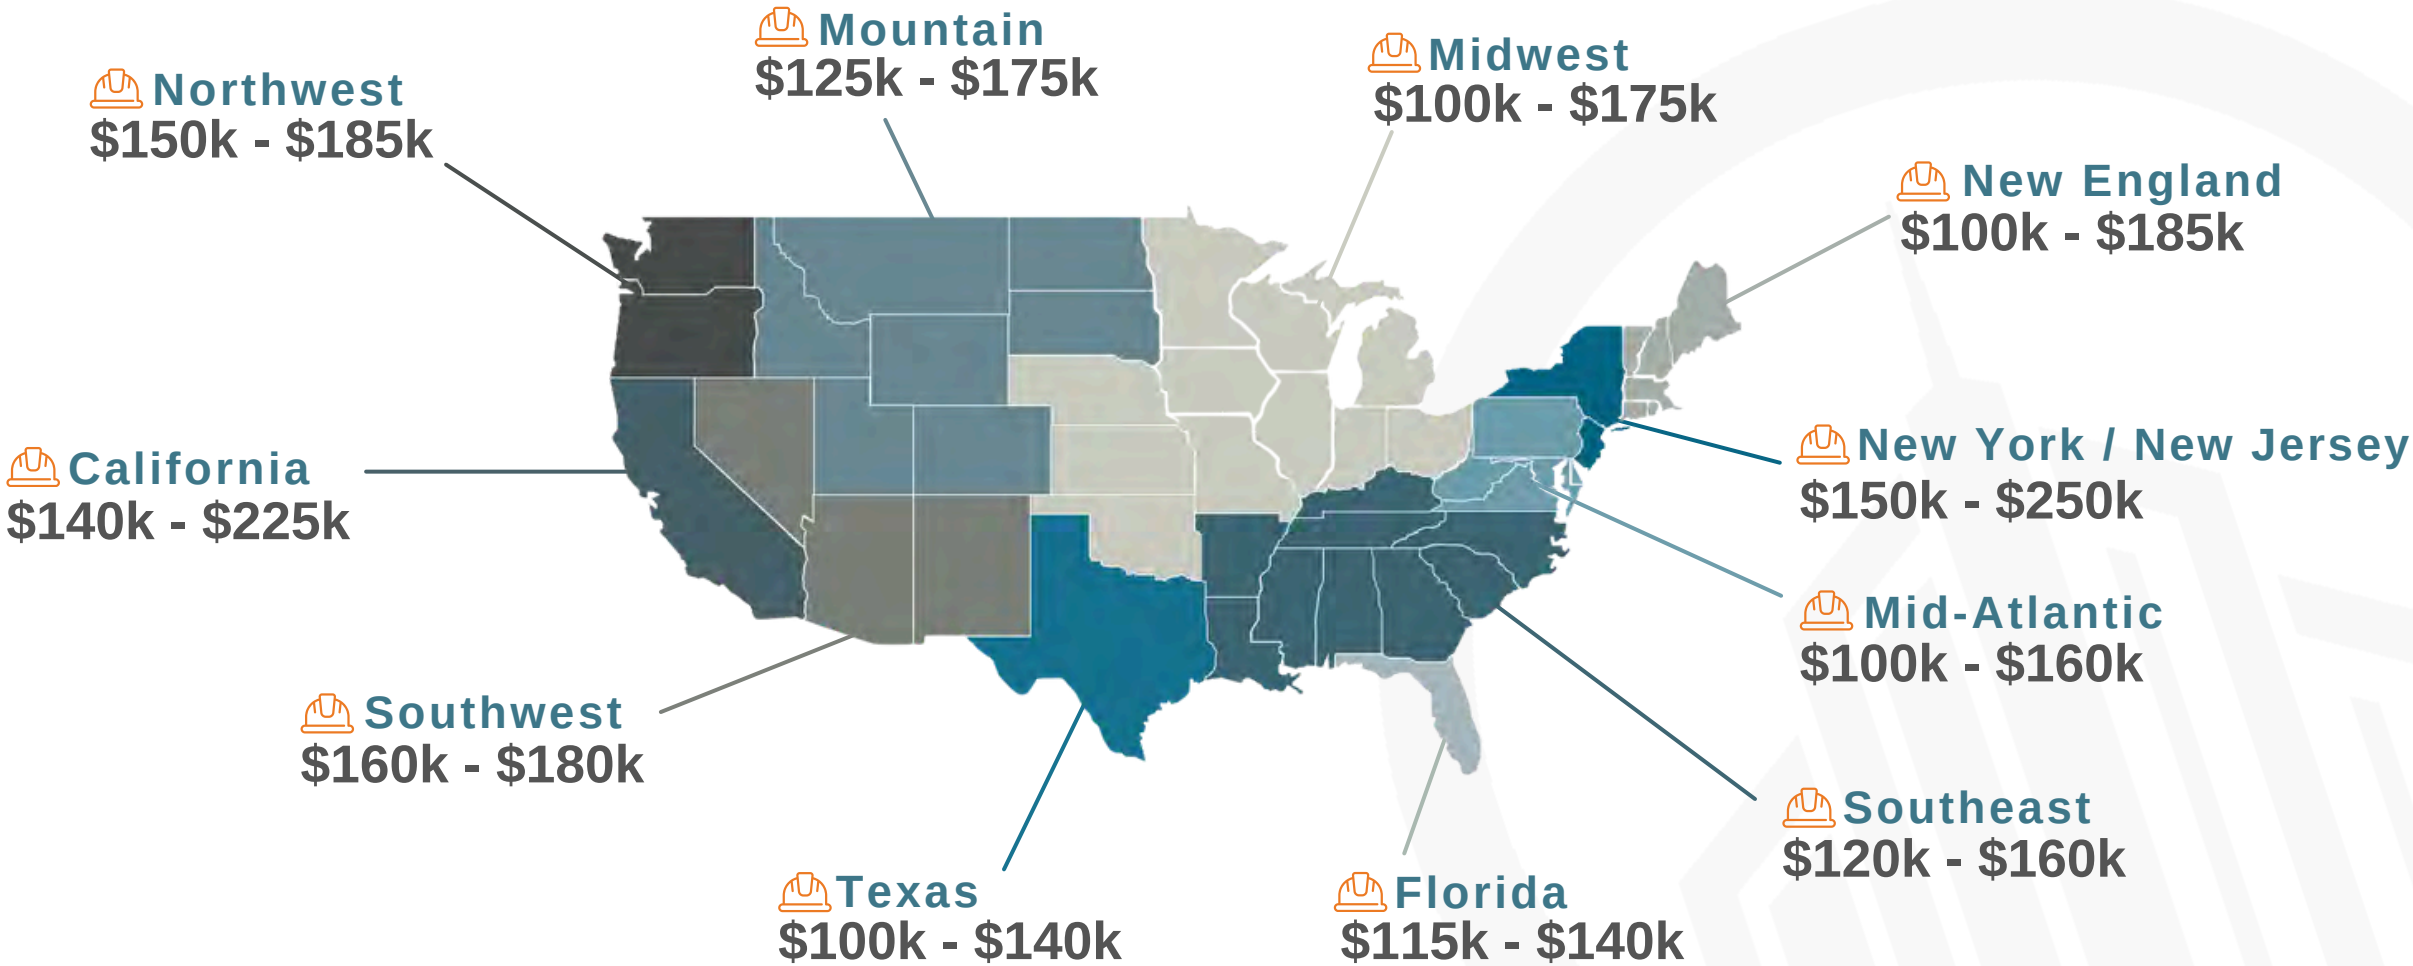 Mountain
$125k - $175k
Midwest
$100k - $175k
Northwest
$150k - $185k
New England
$100k - $185k
California
$140k - $225k
New York / New Jersey
$150k - $250k
Mid-Atlantic
$100k - $160k
Southwest
$160k - $180k
Southeast
$120k - $160k
Texas
$100k - $140k
Florida
$115k - $140k